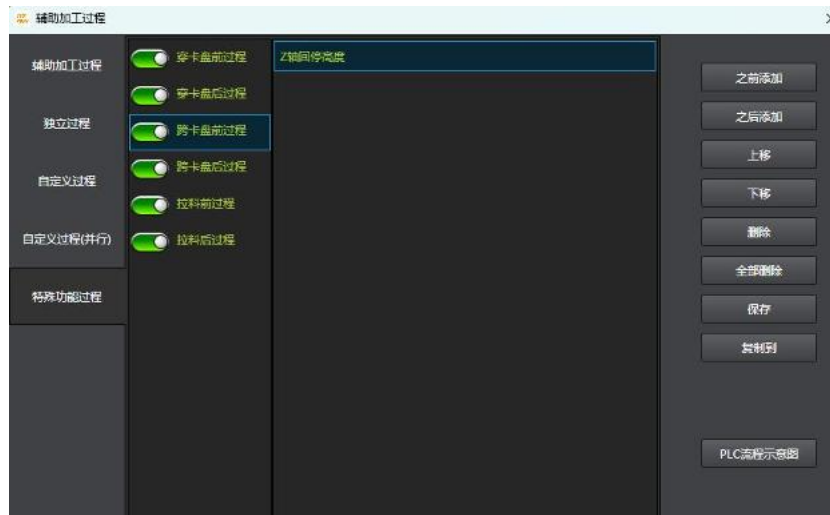 辅助加工过程
辅助加工过程
独立过程
自定义过程
自定义过程(并行)
特殊功能过程
穿卡盘前过程
穿卡盘后过程
跨卡盘前过程
跨卡盘后过程
拉料前过程
拉料后过程
Z轴回停高度
之前添加
之后添加
上移
下移
删除
全部删除
保存
复制到
PLC流程示意图